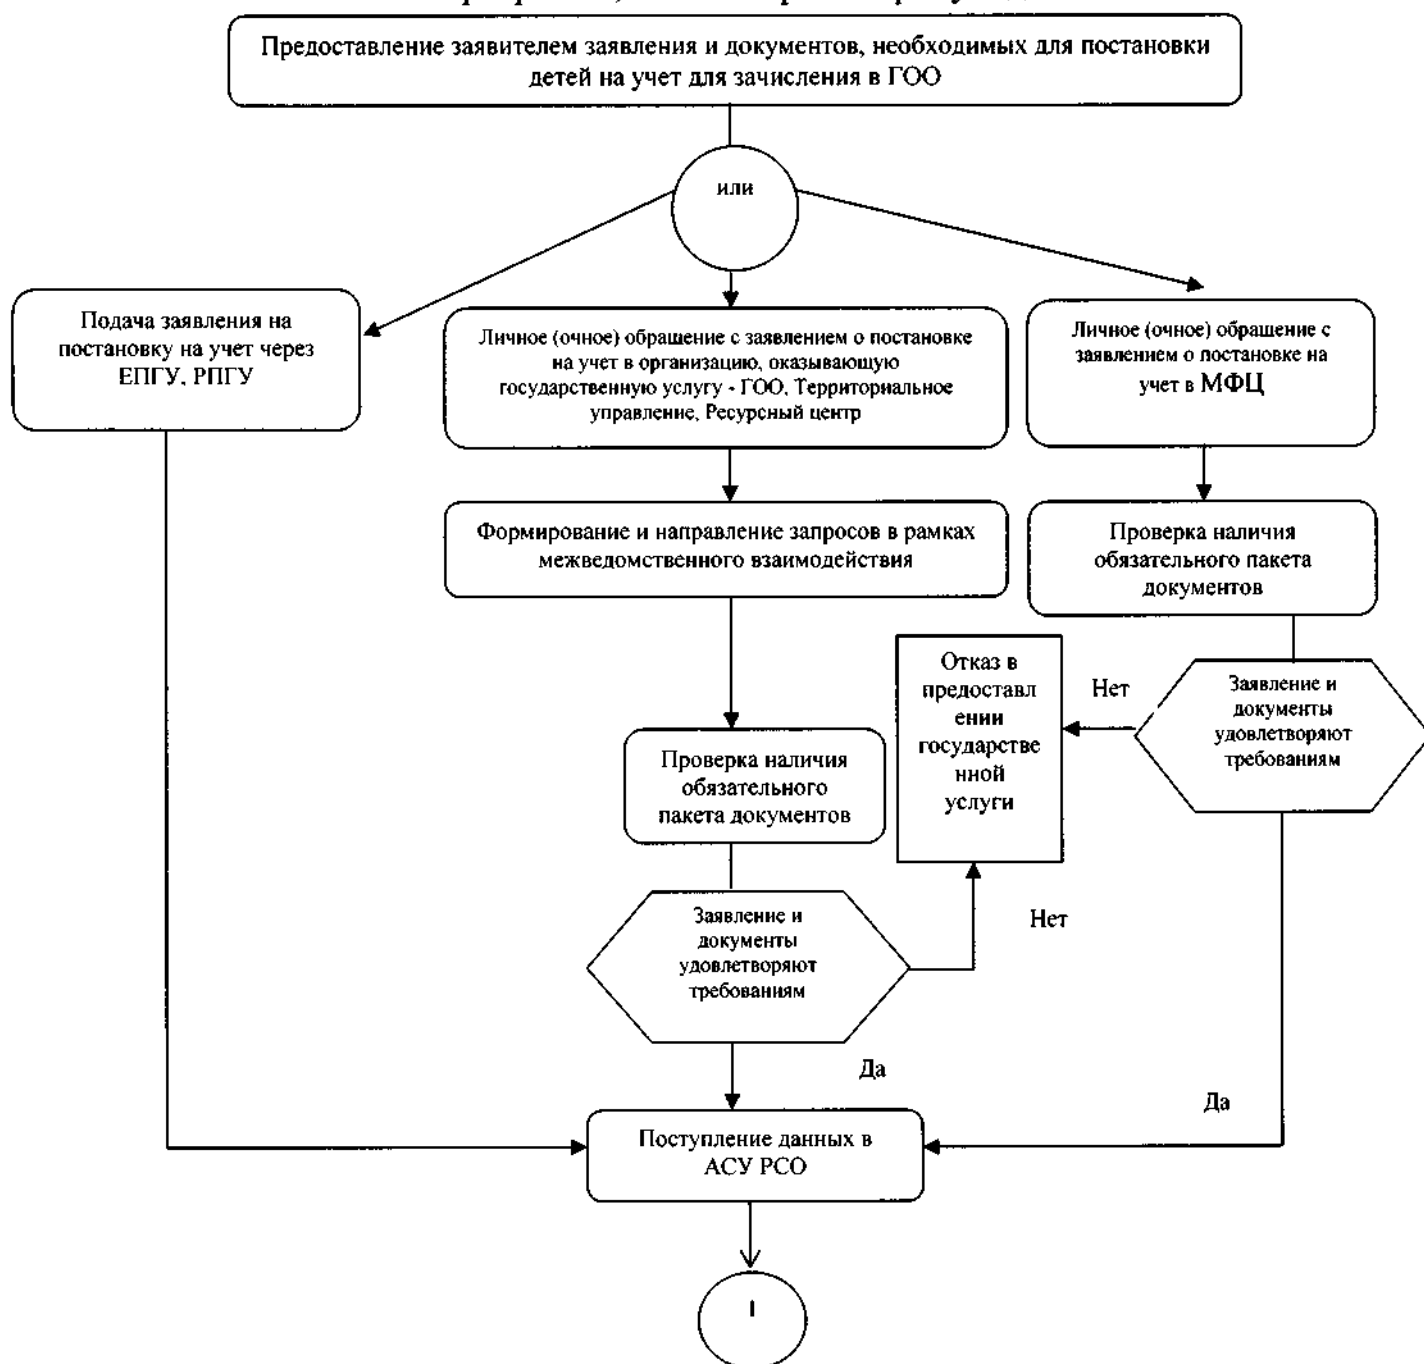 Предоставление заявителем заявления и документов, необходимых для постановки
детей на учет для зачисления в ГОО
или
Подача заявления на
постановку на учет через
ЕПГУ, РПГУ
Личное (очное) обращение с заявлением о постановке
на учет в организацию, оказывающую
государственную услугу - ГОО, Территориальное
управление, Ресурсный центр
Личное (очное) обращение с
заявлением о постановке на
учет в МФЦ
Формирование и направление запросов в рамках
межведомственного взаимодействия
Проверка наличия
обязательного пакета
документов
Отказ в
предоставл
ении
государстве
нной
услуги
Нет
Заявление и
документы
удовлетворяют
требованиям
Проверка наличия
обязательного
пакета документов
Заявление и
документы
удовлетворяют
требованиям
Нет
Да
Да
Поступление данных в
АСУ РСО
1